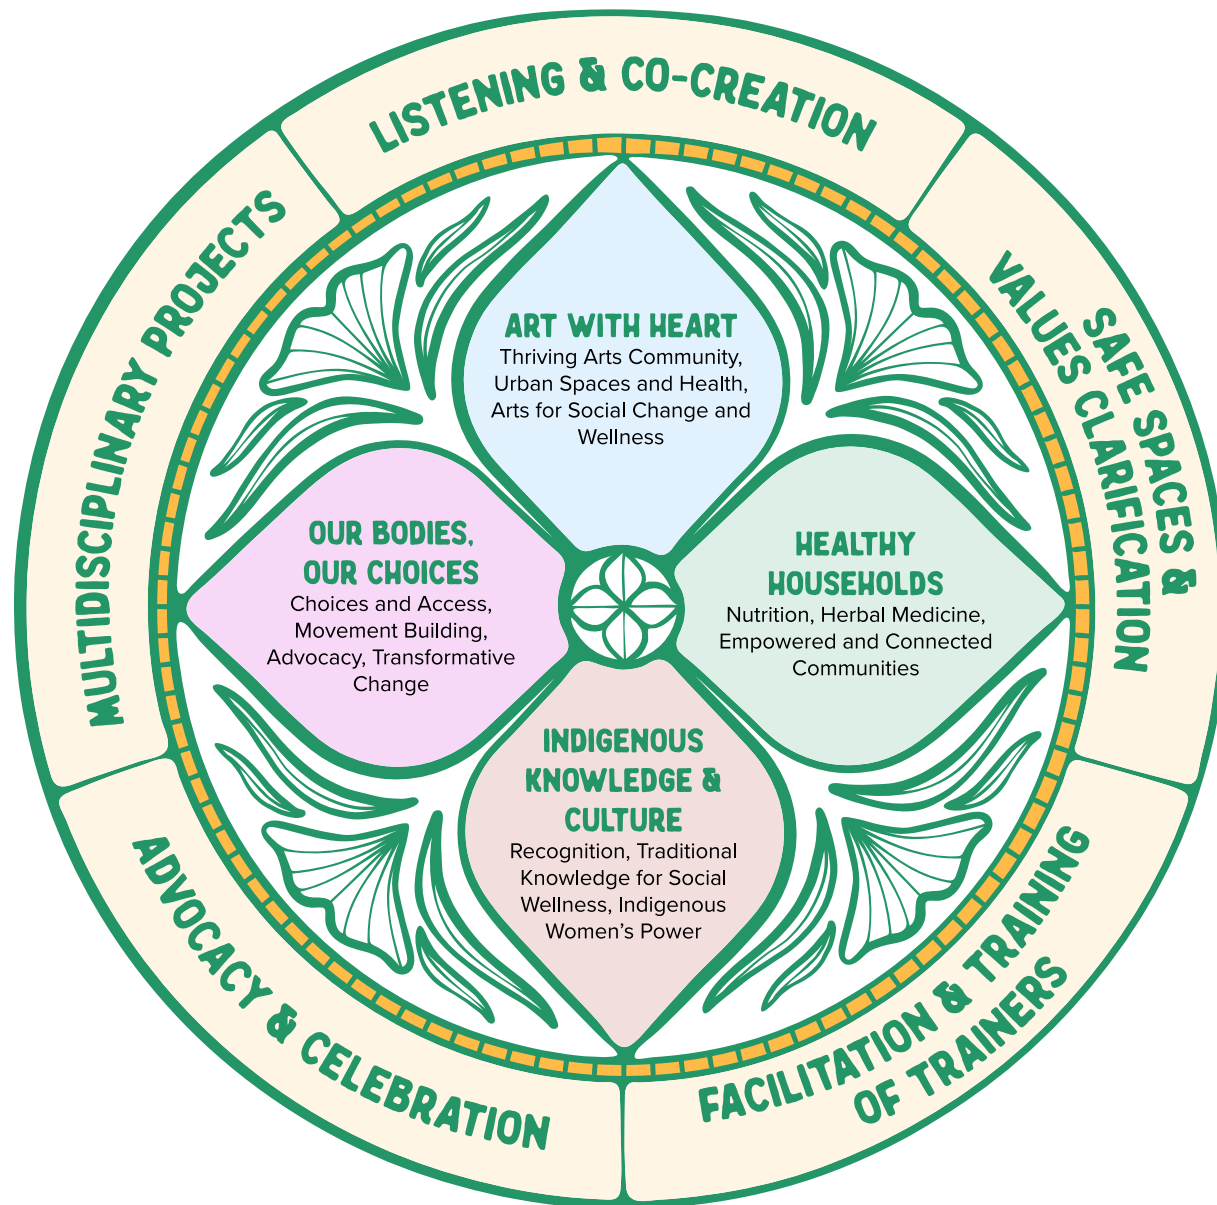 LISTENING & CO-CREATION
SAFE SPACES &
VALUES CLARIFICATION
FACILITATION & TRAINING
OF TRAINERS
ADVOCACY & CELEBRATION
MULTIDISCIPLINARY PROJECTS
ART WITH HEART
Thriving Arts Community,
Urban Spaces and Health,
Arts for Social Change and
Wellness
HEALTHY
HOUSEHOLDS
Nutrition, Herbal Medicine,
Empowered and Connected
Communities
INDIGENOUS
KNOWLEDGE &
CULTURE
Recognition, Traditional
Knowledge for Social
Wellness, Indigenous
Women's Power
OUR BODIES,
OUR CHOICES
Choices and Access,
Movement Building,
Advocacy, Transformative
Change